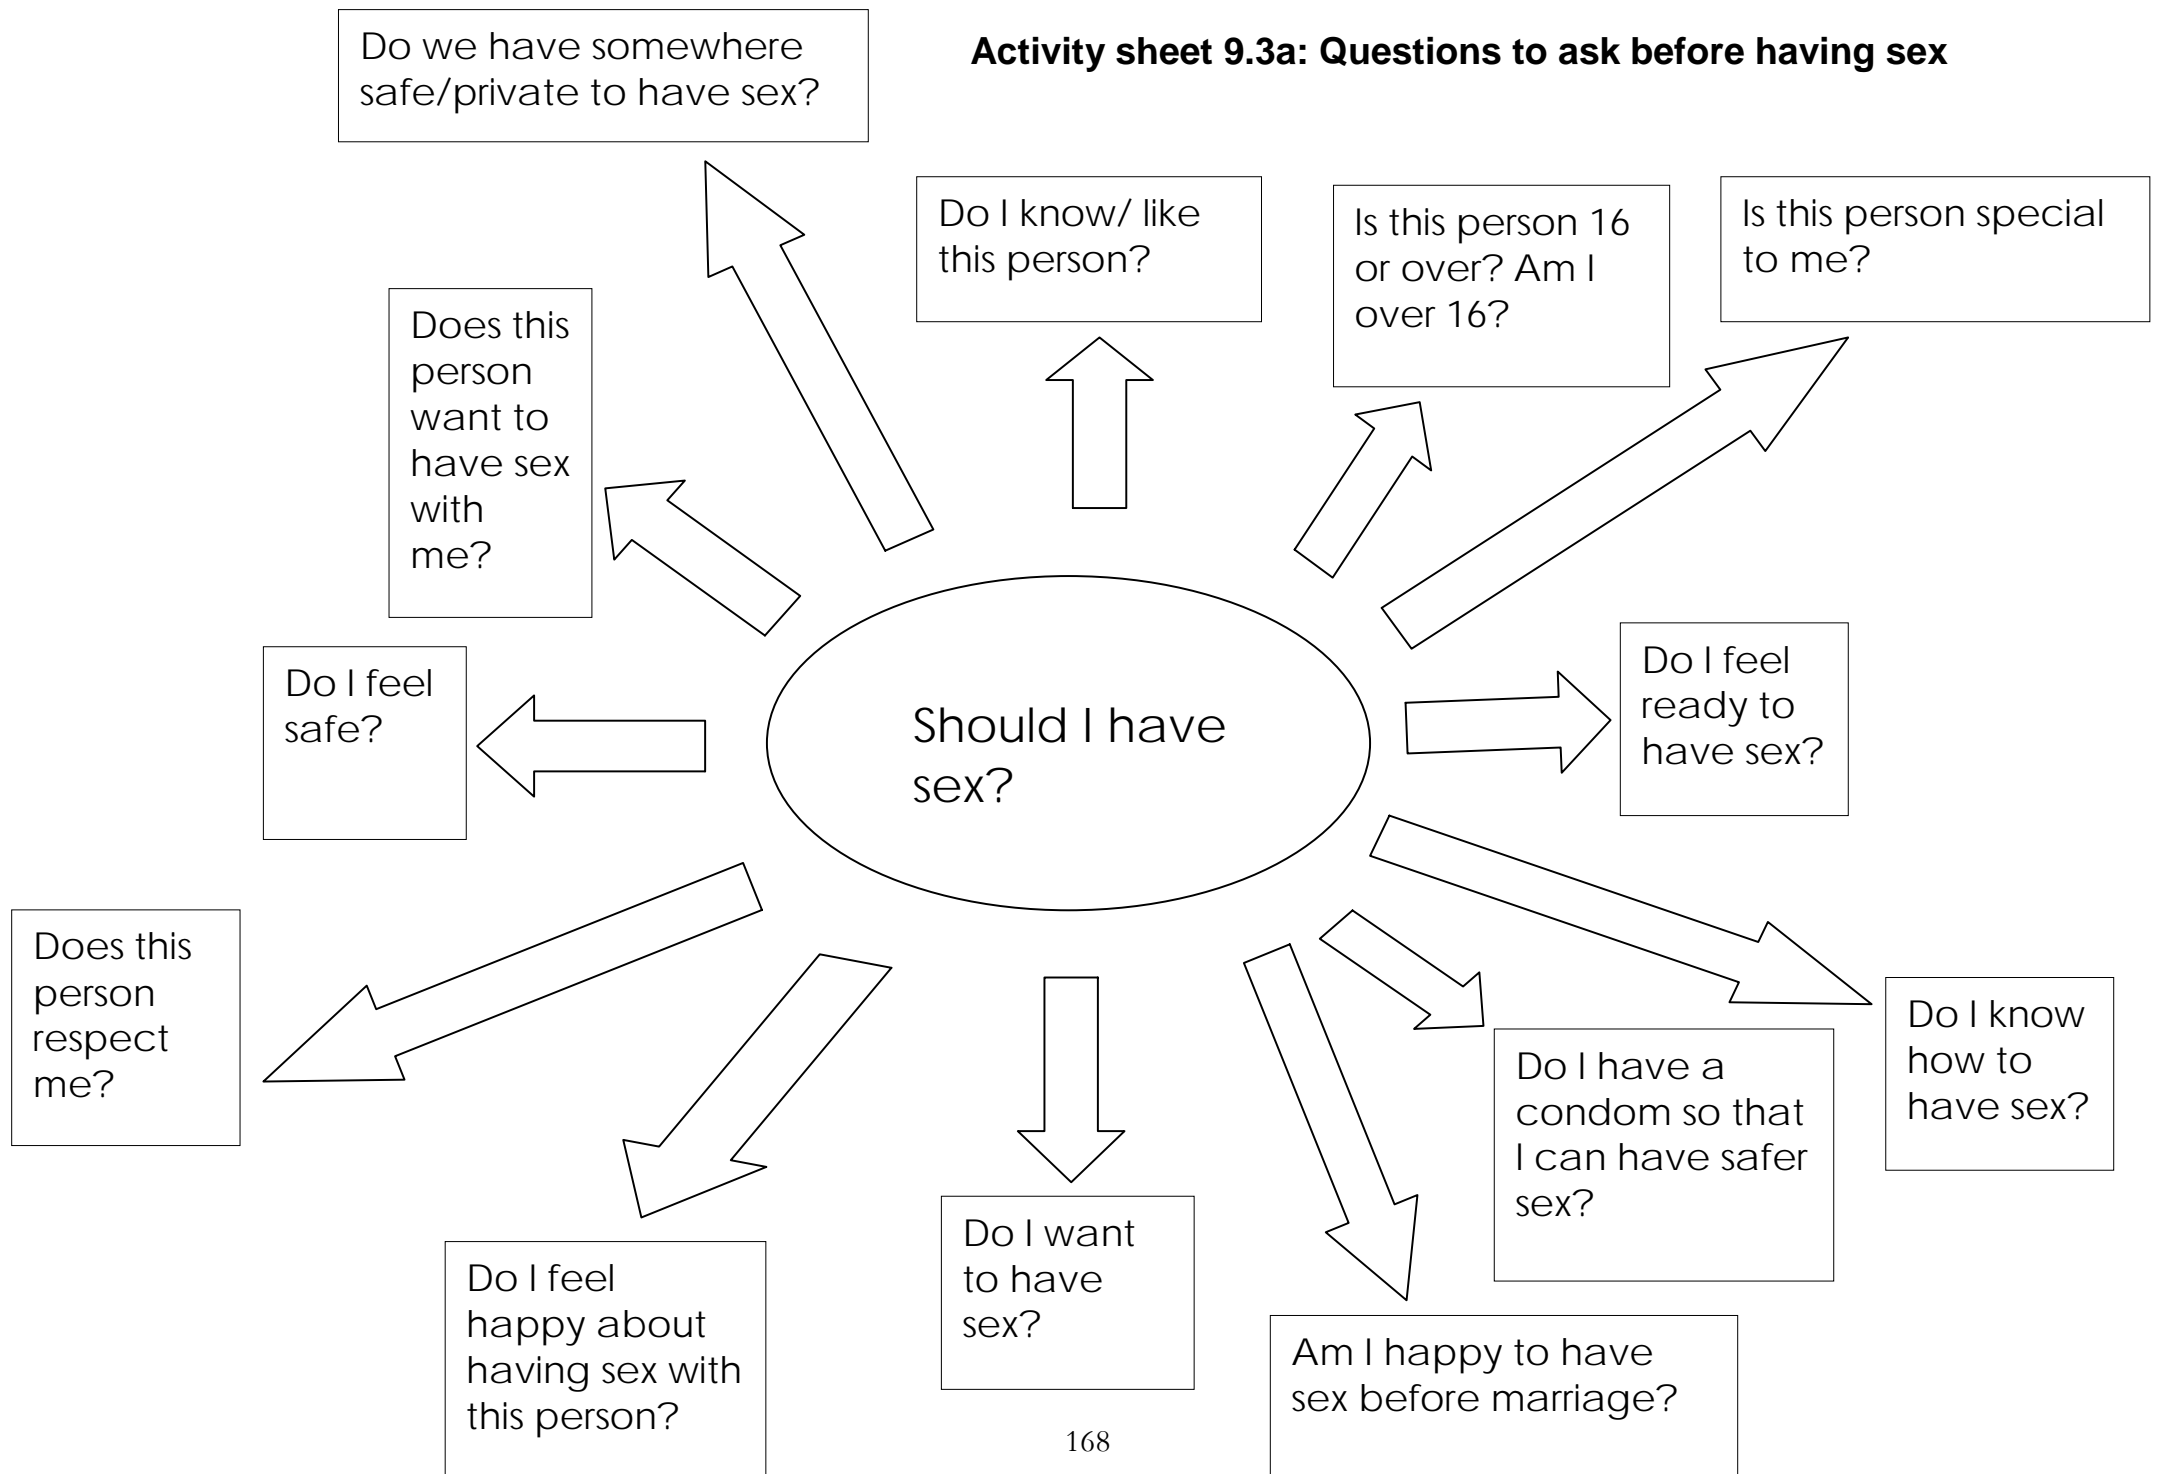 Activity sheet 9.3a: Questions to ask before having sex
Do we have somewhere
safe/private to have sex?
Do I know/ like
this person?
Is this person 16
or over? Am I
over 16?
Is this person special
to me?
Does this
person
want to
have sex
with
me?
Do I feel
safe?
Should I have
sex?
Do I feel
ready to
have sex?
Does this
person
respect
me?
Do I know
how to
have sex?
Do I have a
condom so that
I can have safer
sex?
Do I want
to have
sex?
Do I feel
happy about
having sex with
this person?
Am I happy to have
sex before marriage?
168